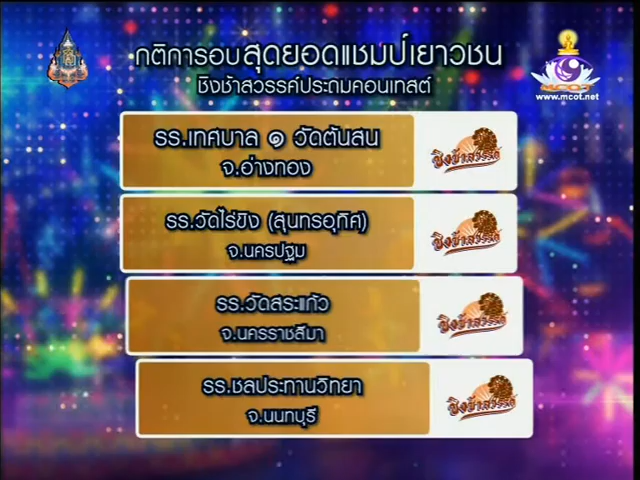 กติการอบสุดยอดแชมป์เยาวชน
ชิงช้าสวรรค์ประถมคอนเทสต์
MCOT
www.mcot.net
รร.เทศบาล ๑ วัดต้นสน
จ.อ่างทอง
ชิงช้าสวรรค์
รร.วัดไร่ขิง (สุนทรอุทิศ)
จ.นครปฐม
ชิงช้าสวรรค์
รร.วัดสระแก้ว
จ.นครราชสีมา
ชิงช้าสวรรค์
รร.ชลประทานวิทยา
จ.นนทบุรี
ชิงช้าสวรรค์